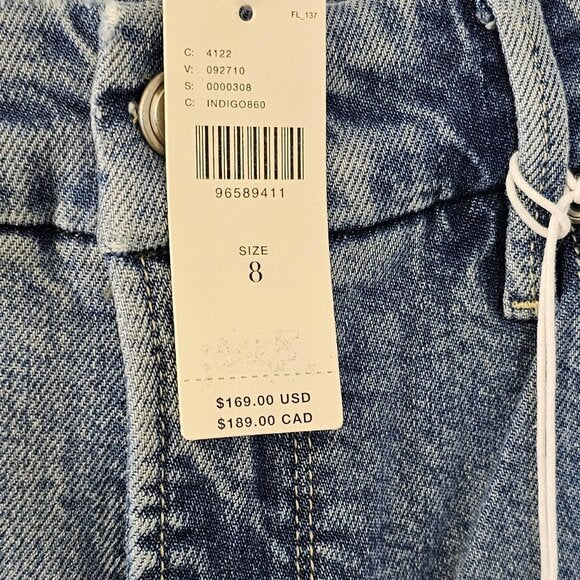 FL_137
C: 4122
V: 092710
S: 0000308
C: INDIGO860
96589411
SIZE
8
$169.00 USD
$189.00 CAD